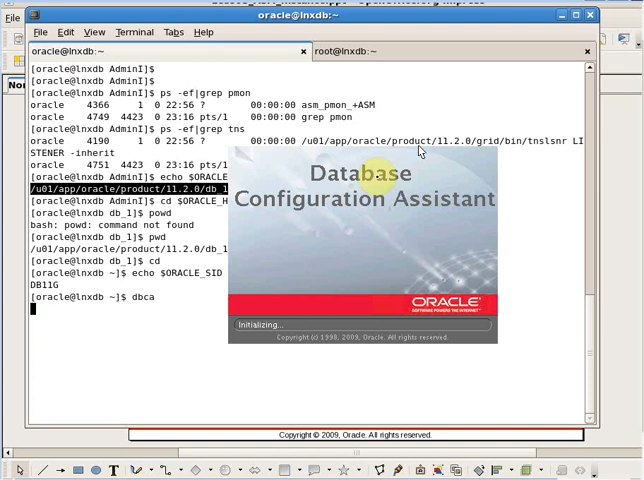 oracle@lnxdb:~
File Edit View Terminal Tabs Help
oracle@lnxdb:~
root@lnxdb:~
[oracle@lnxdb AdminI]$
[oracle@lnxdb AdminI]$
[oracle@lnxdb AdminI]$ ps -ef|grep pmon
oracle 4366 1 0 22:56 ? 00:00:00 asm_pmon_+ASM
oracle 4749 4423 0 23:16 pts/1 00:00:00 grep pmon
[oracle@lnxdb AdminI]$ ps -ef|grep tns
oracle 4190 1 0 22:56 ? 00:00:00 /u01/app/oracle/product/11.2.0/grid/bin/tnslsnr LI
STENER -inherit
oracle 4751 4423 0 23:16 pts/1
[oracle@lnxdb AdminI]$ echo $ORACLE
/u01/app/oracle/product/11.2.0/db_1
[oracle@lnxdb AdminI]$ cd $ORACLE_H
[oracle@lnxdb db_1]$ powd
bash: powd: command not found
[oracle@lnxdb db_1]$ pwd
/u01/app/oracle/product/11.2.0/db_1
[oracle@lnxdb db_1]$ cd
[oracle@lnxdb ~]$ echo $ORACLE_SID
DB11G
[oracle@lnxdb ~]$ dbca
Database
Configuration Assistant
ORACLE
SOFTWARE POWERS THE INTERNET
Initializing...
Copyright (c) 1998, 2009, Oracle. All rights reserved.
File
Nor
Copyright © 2009, Oracle. All rights reserved.